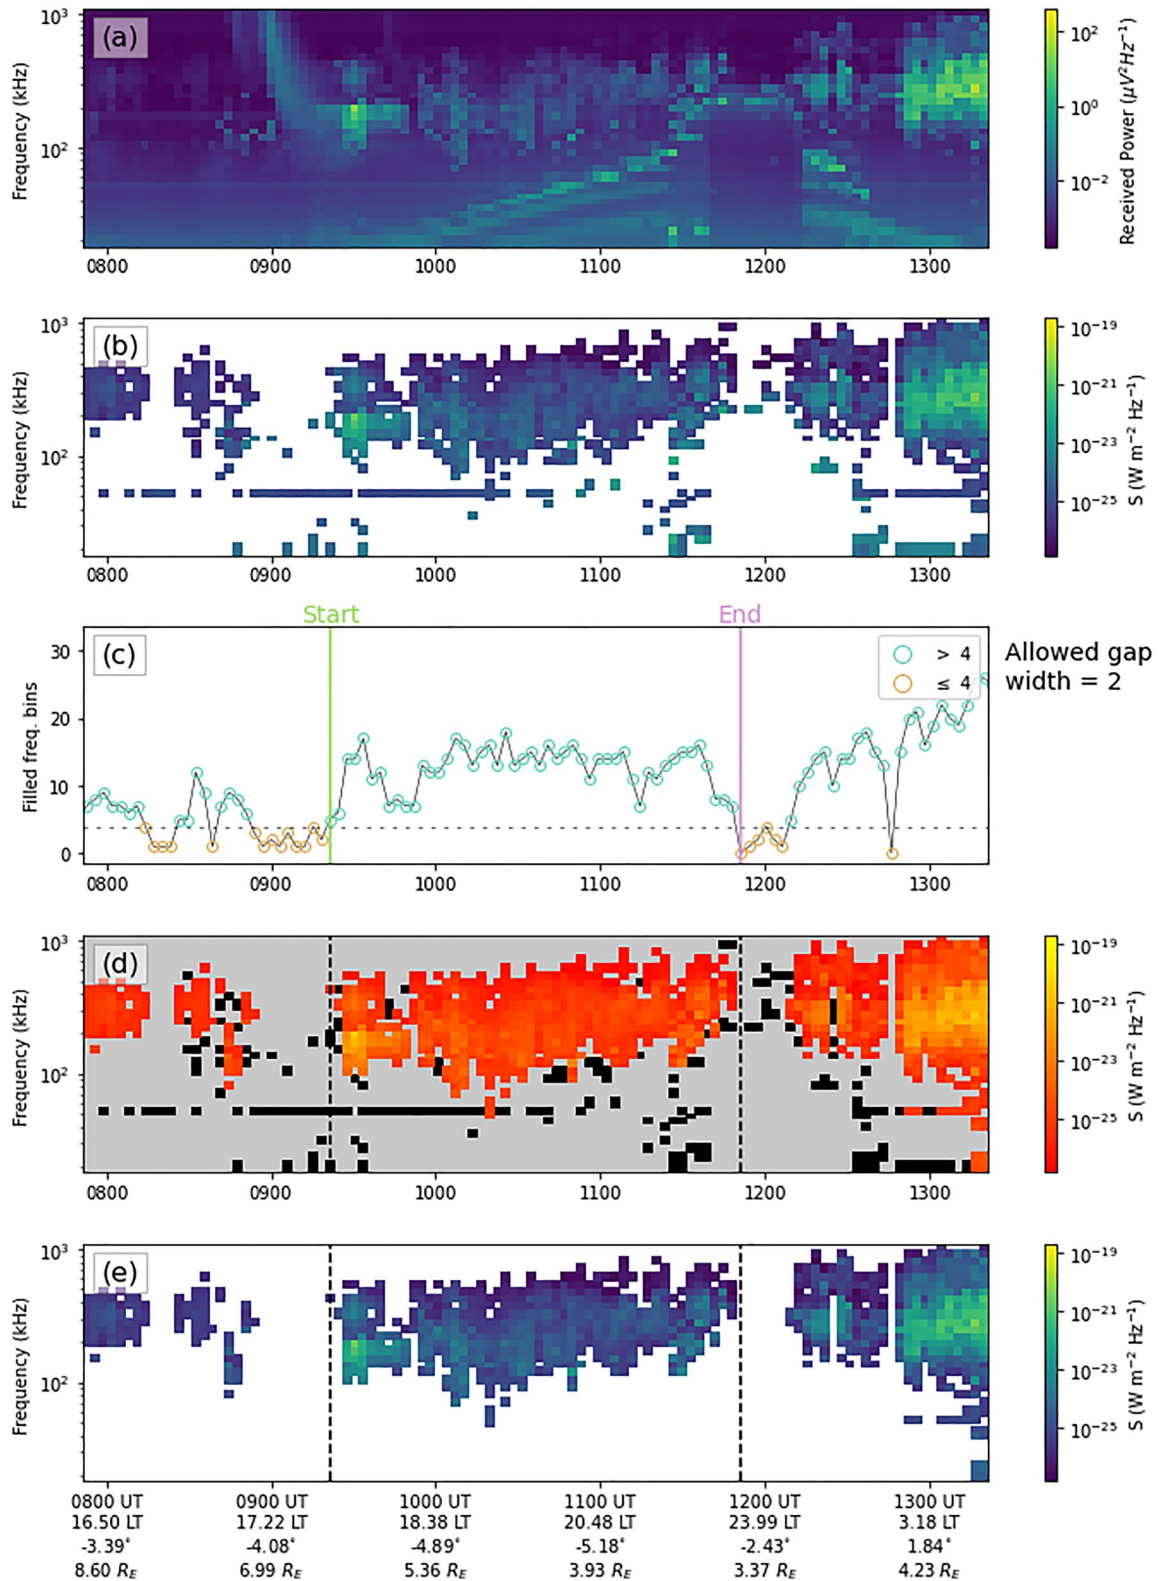 (a)
10³
10²
Frequency (kHz)
0800 0900 1000 1100 1200 1300
10²
10⁰
10⁻²
Received Power (μV²Hz⁻¹)
(b)
10³
10²
Frequency (kHz)
0800 0900 1000 1100 1200 1300
10⁻¹⁹
10⁻²¹
10⁻²³
10⁻²⁵
S (W m⁻² Hz⁻¹)
Start End
(c)
30
20
10
0
Filled freq. bins
> 4
≤ 4
Allowed gap
width = 2
0800 0900 1000 1100 1200 1300
(d)
10³
10²
Frequency (kHz)
0800 0900 1000 1100 1200 1300
10⁻¹⁹
10⁻²¹
10⁻²³
10⁻²⁵
S (W m⁻² Hz⁻¹)
(e)
10³
10²
Frequency (kHz)
10⁻¹⁹
10⁻²¹
10⁻²³
10⁻²⁵
S (W m⁻² Hz⁻¹)
0800 UT 0900 UT 1000 UT 1100 UT 1200 UT 1300 UT
16.50 LT 17.22 LT 18.38 LT 20.48 LT 23.99 LT 3.18 LT
-3.39° -4.08° -4.89° -5.18° -2.43° 1.84°
8.60 R_E 6.99 R_E 5.36 R_E 3.93 R_E 3.37 R_E 4.23 R_E